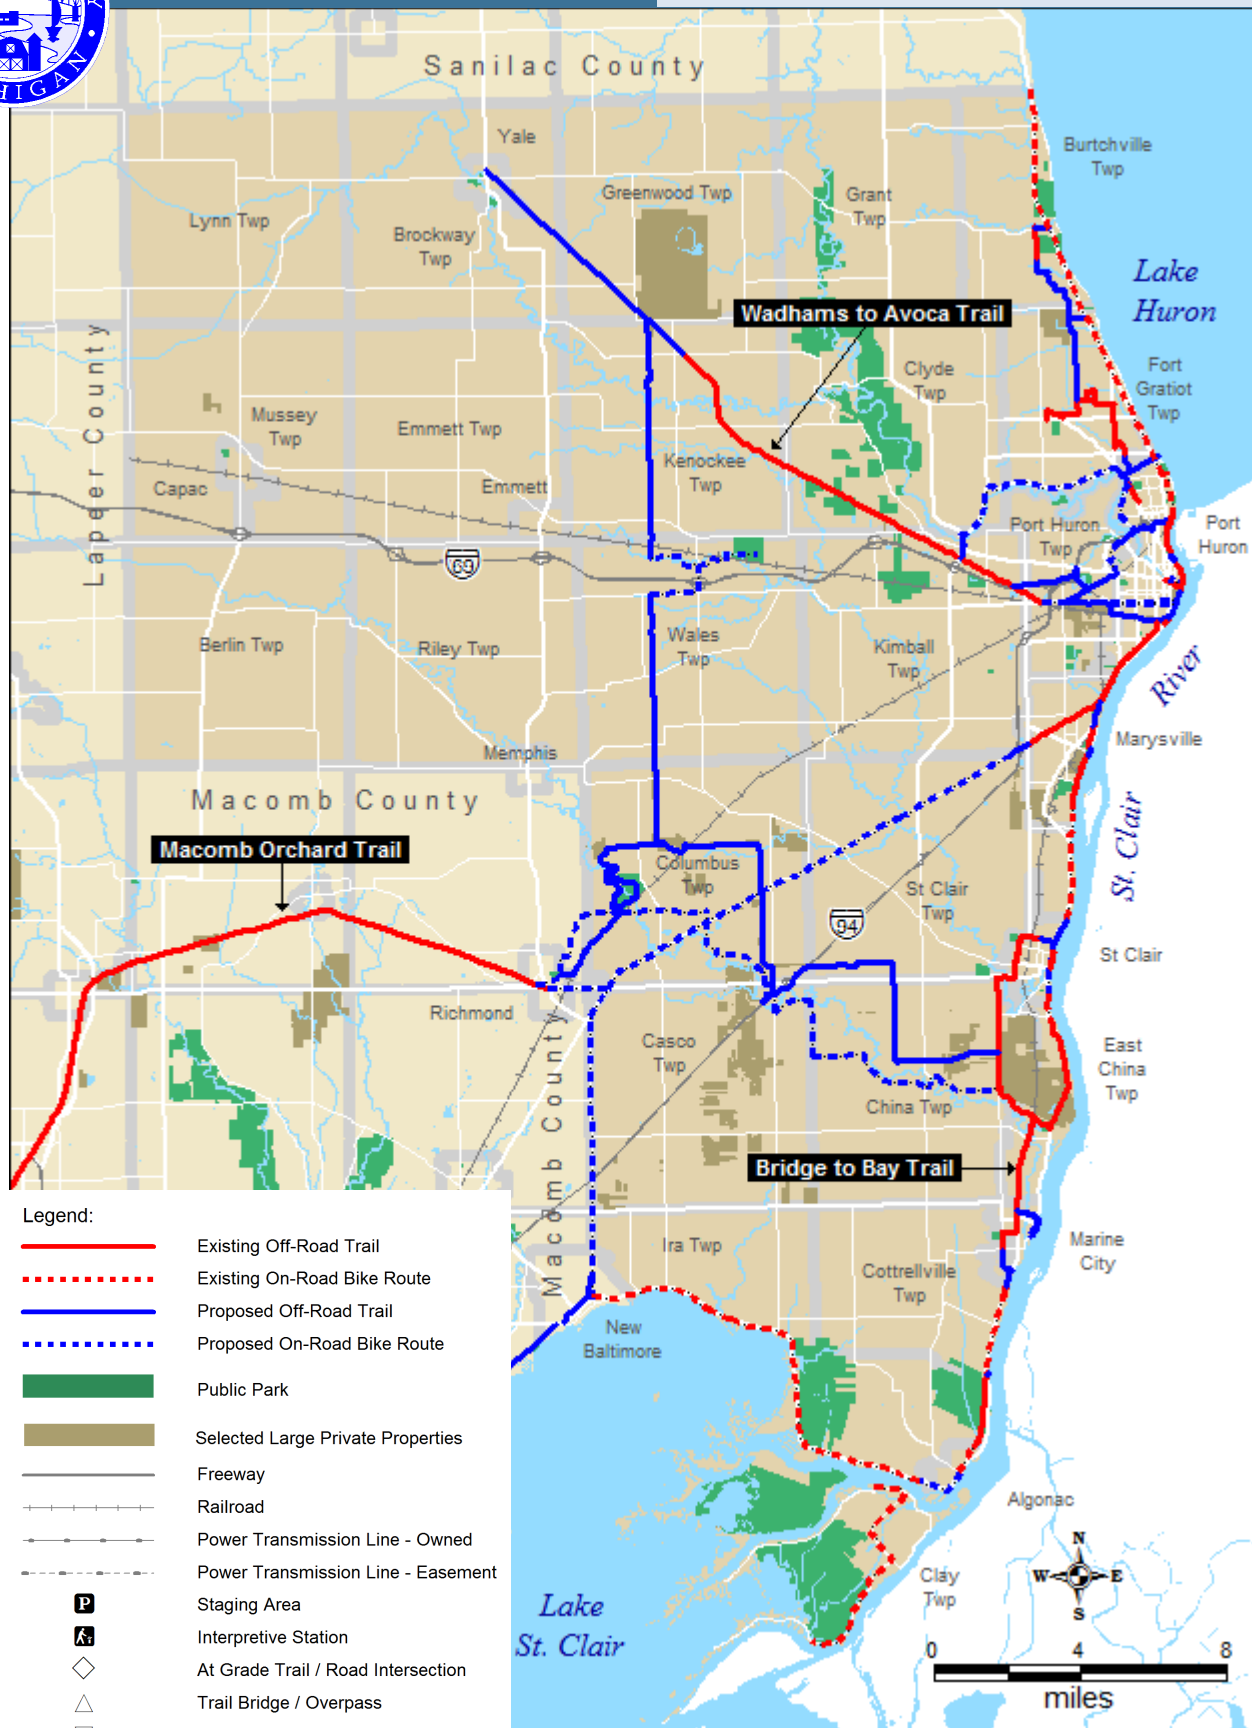 HIGAN
Sanilac County
Yale
Burtchville
Twp
Lynn Twp
Greenwood Twp
Grant
Twp
Brockway
Twp
Lake
Huron
Wadhams to Avoca Trail
Lapeer County
Fort
Gratiot
Twp
Clyde
Twp
Mussey
Twp
Emmett Twp
Kenockee
Twp
Capac
Emmett
Port Huron
Twp
Port
Huron
69
Berlin Twp
Riley Twp
Wales
Twp
Kimball
Twp
River
Marysville
Memphis
Macomb County
Macomb Orchard Trail
Columbus
Twp
St. Clair
St Clair
Twp
94
St Clair
Richmond
Macomb County
Casco
Twp
East
China
Twp
China Twp
Bridge to Bay Trail
Ira Twp
Marine
City
Cottrellville
Twp
New
Baltimore
Algonac
Clay
Twp
Lake
St. Clair
N
W E
S
0 4 8
miles
Legend:
Existing Off-Road Trail
Existing On-Road Bike Route
Proposed Off-Road Trail
Proposed On-Road Bike Route
Public Park
Selected Large Private Properties
Freeway
Railroad
Power Transmission Line - Owned
Power Transmission Line - Easement
P
Staging Area
Interpretive Station
At Grade Trail / Road Intersection
Trail Bridge / Overpass